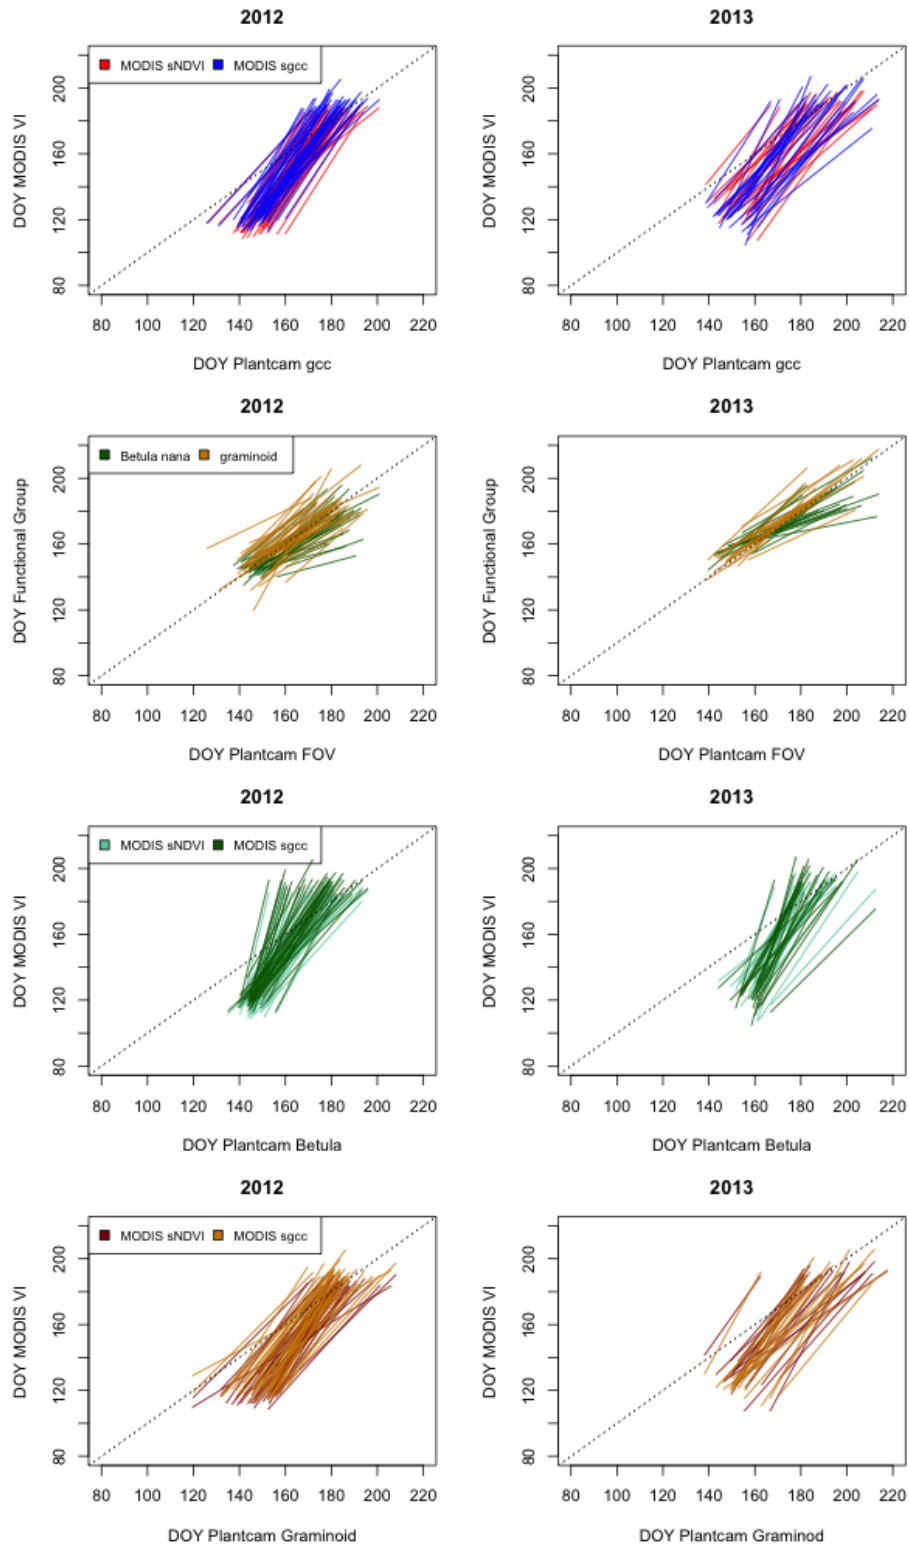 2012 2013
MODIS sNDVI MODIS sgcc
DOY MODIS VI
80 120 160 200
80 100 120 140 160 180 200 220
DOY Plantcam gcc
DOY MODIS VI
80 120 160 200
80 100 120 140 160 180 200 220
DOY Plantcam gcc
2012 2013
Betula nana graminoid
DOY Functional Group
80 120 160 200
80 100 120 140 160 180 200 220
DOY Plantcam FOV
DOY Functional Group
80 120 160 200
80 100 120 140 160 180 200 220
DOY Plantcam FOV
2012 2013
MODIS sNDVI MODIS sgcc
DOY MODIS VI
80 120 160 200
80 100 120 140 160 180 200 220
DOY Plantcam Betula
DOY MODIS VI
80 120 160 200
80 100 120 140 160 180 200 220
DOY Plantcam Betula
2012 2013
MODIS sNDVI MODIS sgcc
DOY MODIS VI
80 120 160 200
80 100 120 140 160 180 200 220
DOY Plantcam Graminoid
DOY MODIS VI
80 120 160 200
80 100 120 140 160 180 200 220
DOY Plantcam Graminod